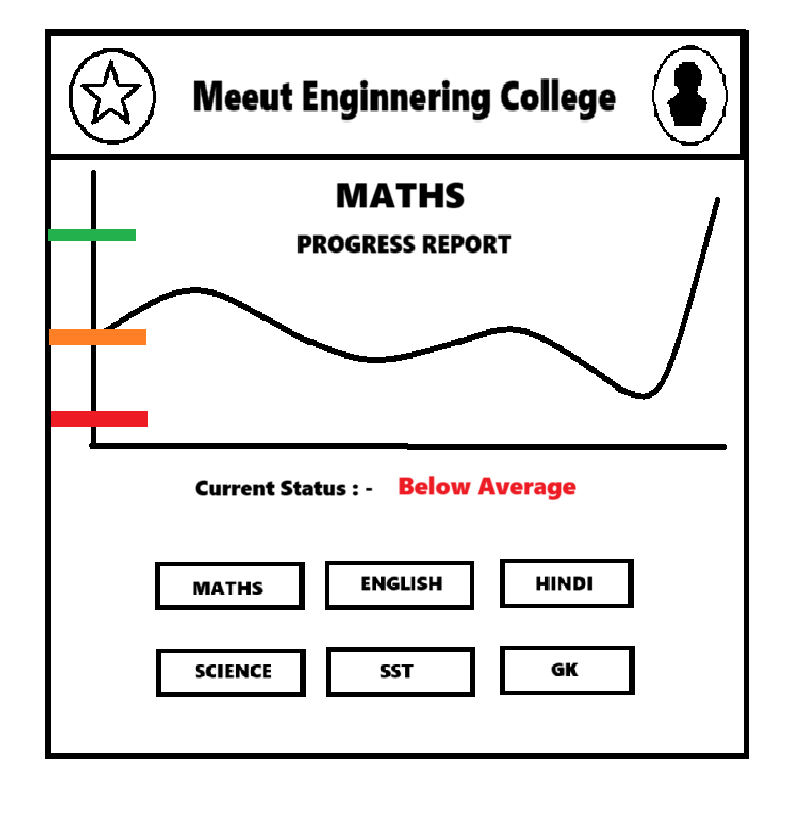 Meeut Enginnering College
MATHS
PROGRESS REPORT
Current Status : - Below Average
MATHS ENGLISH HINDI
SCIENCE SST GK